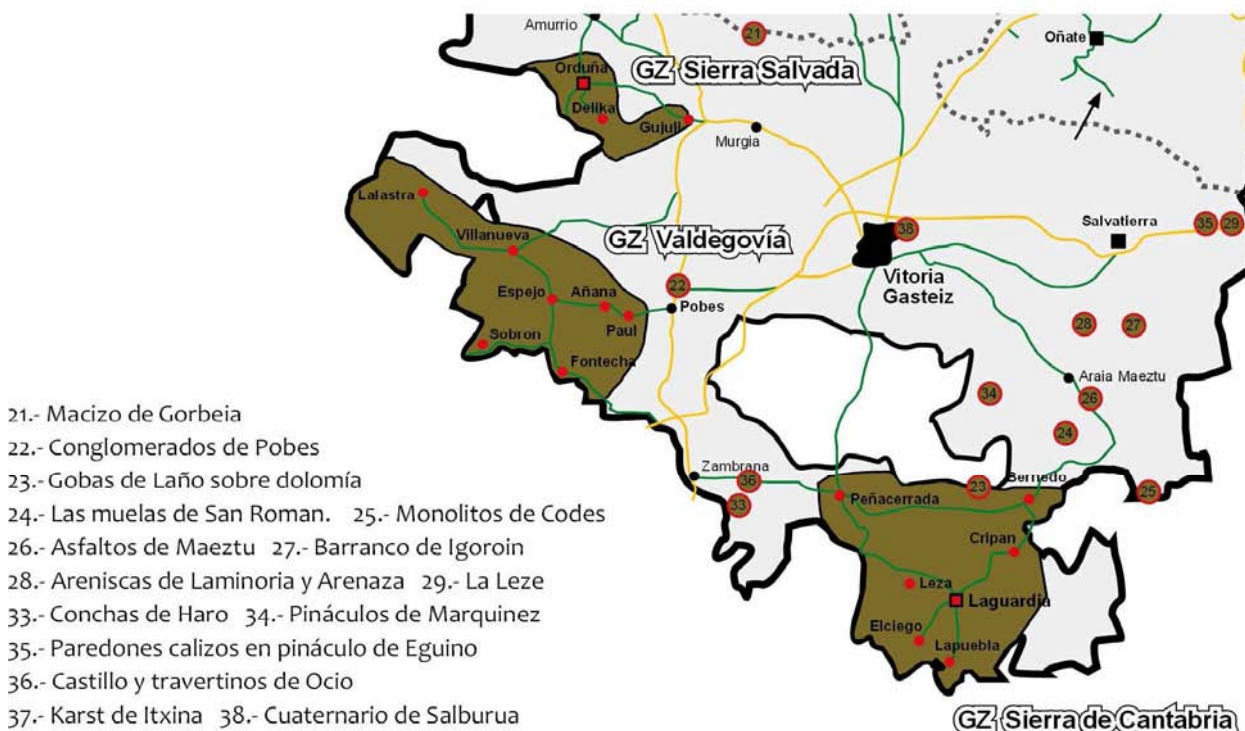 Amurrio
21
Oñate
Orduña
GZ Sierra Salvada
Delika
Gujuli
Murgia
Lalastra
Salvatierra
35
29
Villanueva
GZ Valdegovía
38
Vitoria
Gasteiz
Espejo
Añana
22
Pobes
Paul
28
27
Sobron
Fontecha
Araia Maeztu
34
26
24
21.- Macizo de Gorbeia
22.- Conglomerados de Pobes
23.- Gobas de Laño sobre dolomía
24.- Las muelas de San Roman. 25.- Monolitos de Codes
26.- Asfaltos de Maeztu 27.- Barranco de Igoroin
28.- Areniscas de Laminoria y Arenaza 29.- La Leze
33.- Conchas de Haro 34.- Pináculos de Marquinez
35.- Paredones calizos en pináculo de Eguino
36.- Castillo y travertinos de Ocio
37.- Karst de Itxina 38.- Cuaternario de Salburua
Zambrana
36
33
Peñacerrada
23
Bernedo
25
Cripan
Leza
Laguardia
Elciego
Lapuebla
GZ Sierra de Cantabria